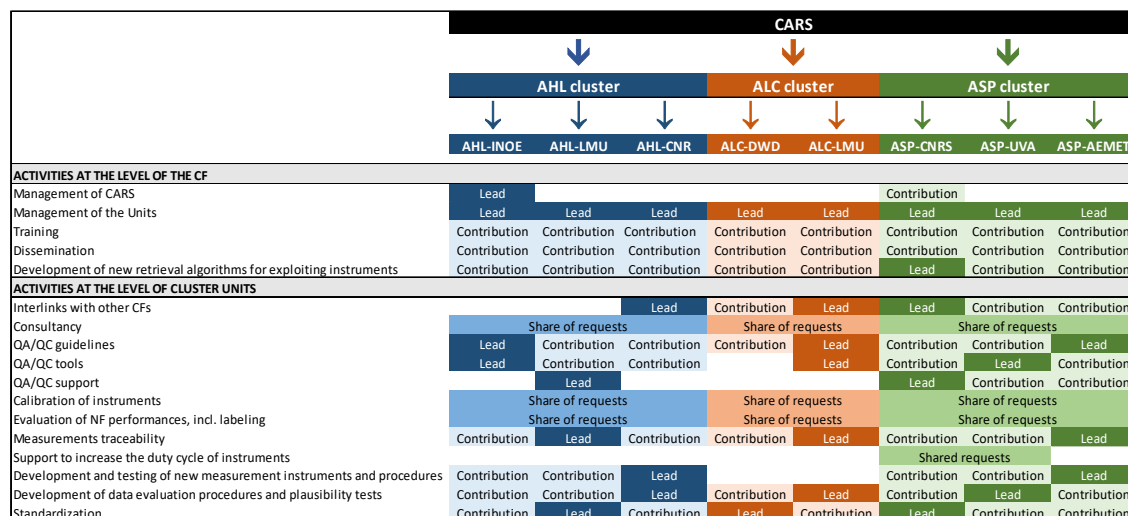 CARS
AHL cluster ALC cluster ASP cluster
AHL-INOE AHL-LMU AHL-CNR ALC-DWD ALC-LMU ASP-CNRS ASP-UVA ASP-AEMET
ACTIVITIES AT THE LEVEL OF THE CF
Management of CARS Lead Contribution
Management of the Units Lead Lead Lead Lead Lead Lead Lead Lead
Training Contribution Contribution Contribution Contribution Contribution Contribution Contribution Contribution
Dissemination Contribution Contribution Contribution Contribution Contribution Contribution Contribution Contribution
Development of new retrieval algorithms for exploiting instruments Contribution Contribution Contribution Contribution Contribution Lead Contribution Contribution
ACTIVITIES AT THE LEVEL OF CLUSTER UNITS
Interlinks with other CFs Lead Contribution Lead Lead Contribution Contribution
Consultancy Share of requests Share of requests Share of requests
QA/QC guidelines Lead Contribution Contribution Contribution Lead Contribution Contribution Lead
QA/QC tools Lead Contribution Contribution Lead Contribution Lead Contribution
QA/QC support Lead Lead Contribution Contribution
Calibration of instruments Share of requests Share of requests Share of requests
Evaluation of NF performances, incl. labeling Share of requests Share of requests Share of requests
Measurements traceability Contribution Lead Contribution Contribution Lead Contribution Contribution Lead
Support to increase the duty cycle of instruments Shared requests
Development and testing of new measurement instruments and procedures Contribution Contribution Lead Contribution Contribution Lead
Development of data evaluation procedures and plausibility tests Contribution Contribution Lead Contribution Lead Contribution Lead Contribution
Standardization Contribution Lead Contribution Lead Contribution Lead Contribution Contribution